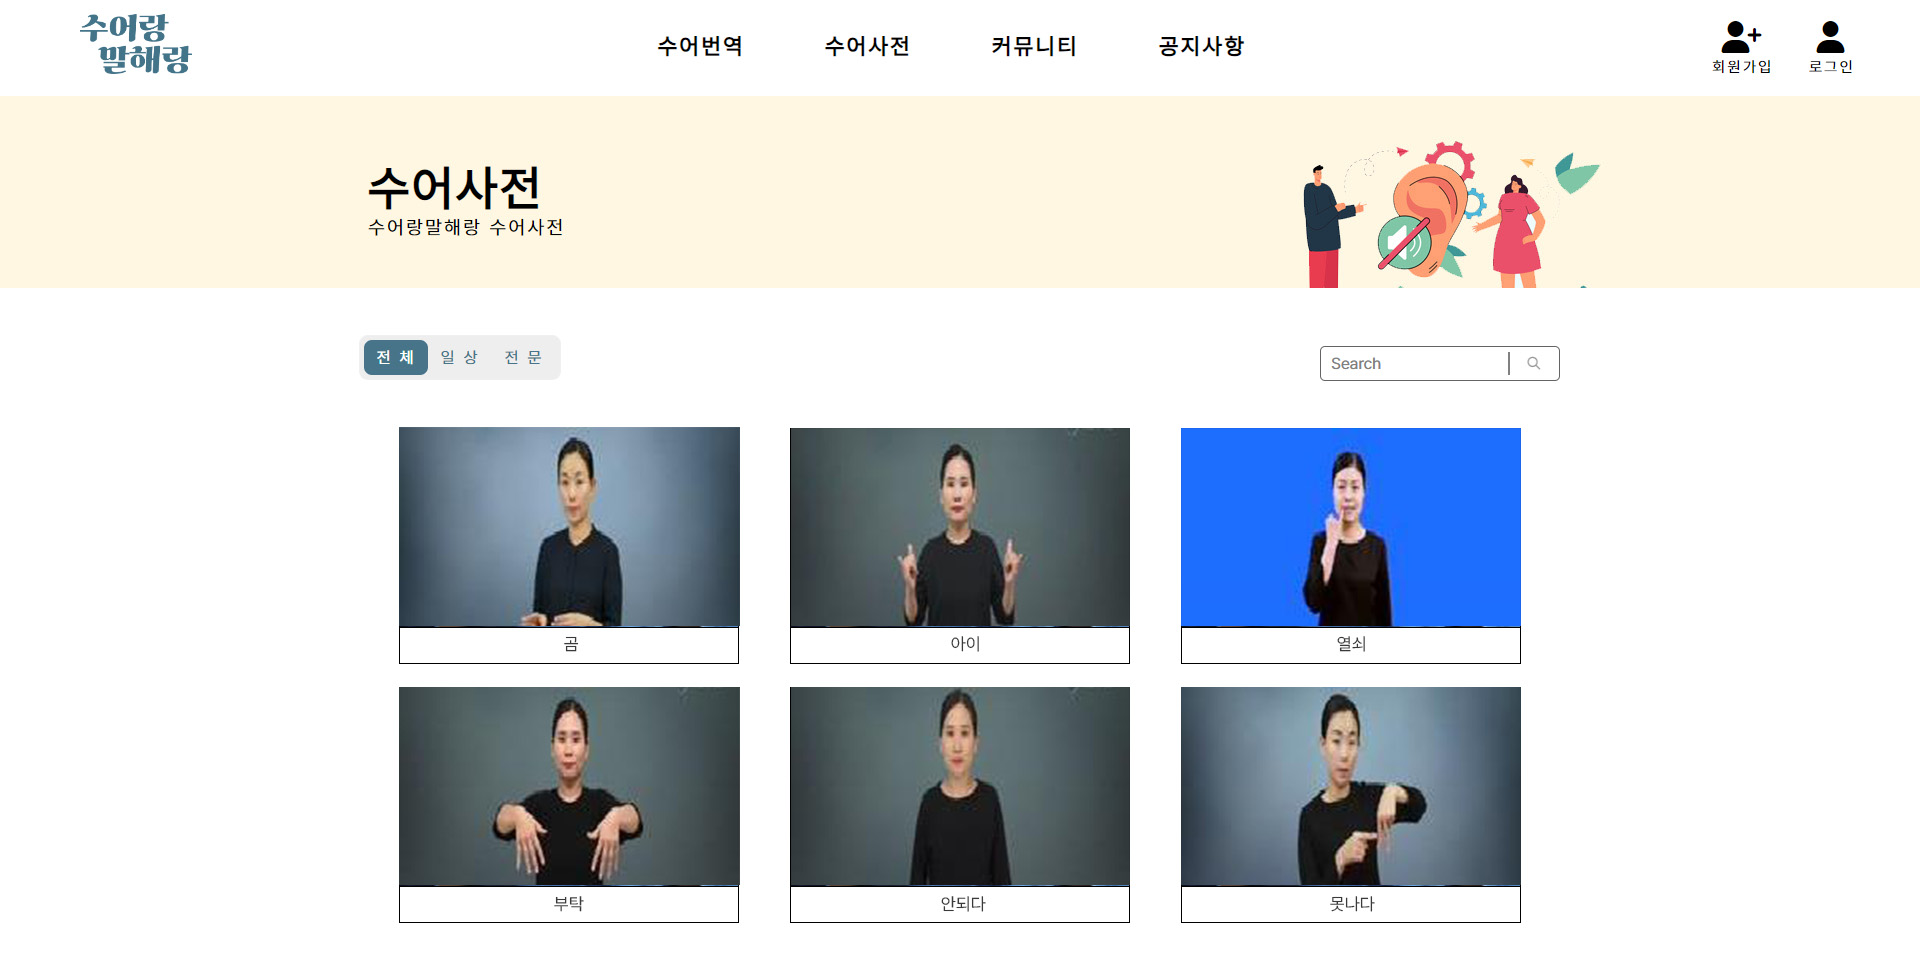 수어랑
말해랑
수어번역 수어사전 커뮤니티 공지사항
회원가입 로그인
수어사전
수어랑말해랑 수어사전
전체 일상 전문
Search
곰 아이 열쇠
부탁 안되다 못나다